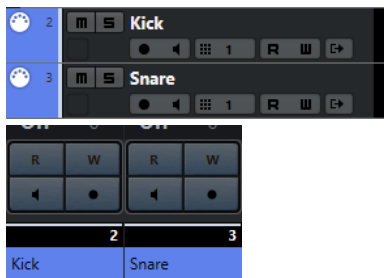 2 m s Kick
1 R W
3 m s Snare
1 R W
R W R W
2 3
Kick Snare